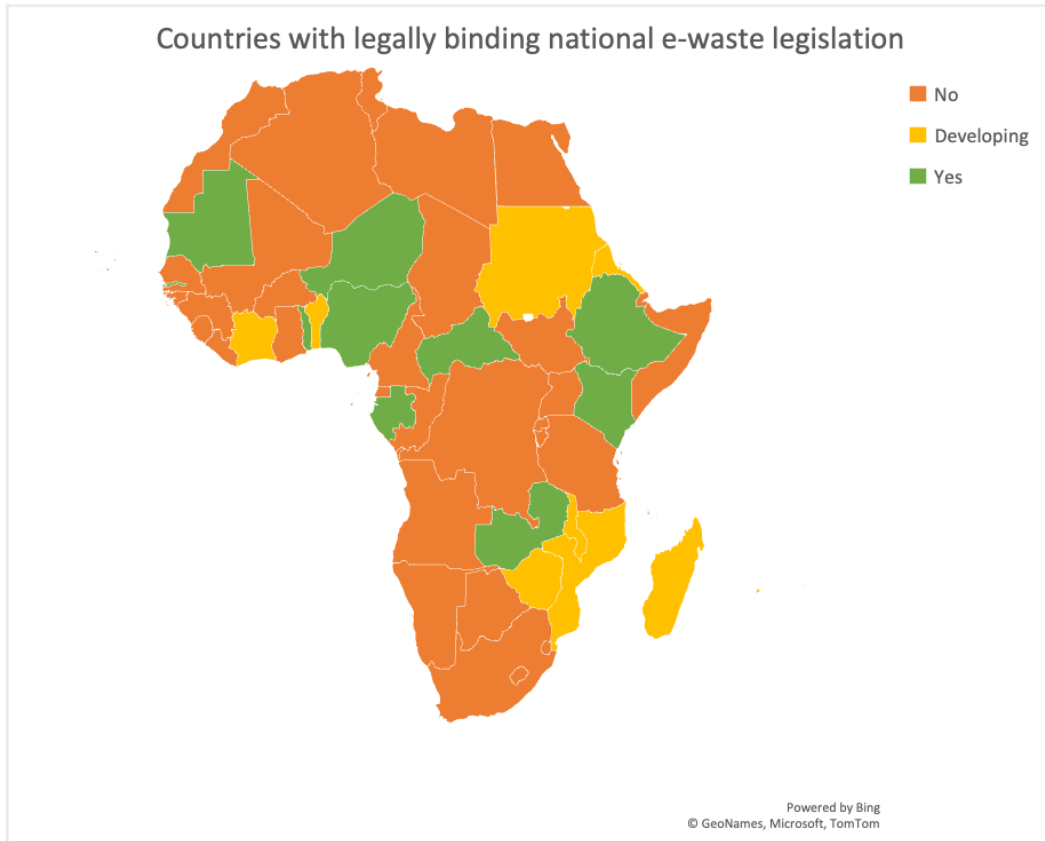 Countries with legally binding national e-waste legislation
No
Developing
Yes
Powered by Bing
© GeoNames, Microsoft, TomTom